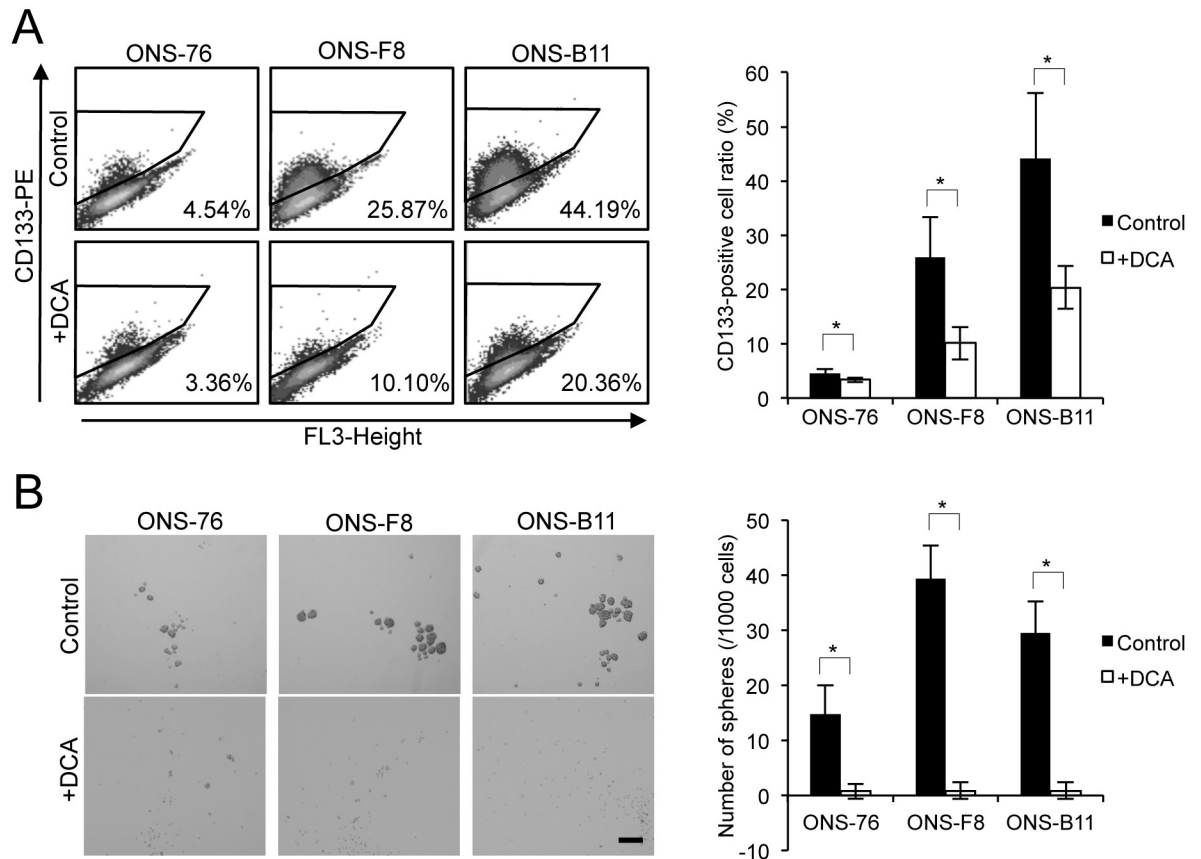 A
ONS-76
ONS-F8
ONS-B11
CD133-PE
Control
4.54%
25.87%
44.19%
+DCA
3.36%
10.10%
20.36%
FL3-Height
CD133-positive cell ratio (%)
60
50
40
30
20
10
0
*
*
*
ONS-76
ONS-F8
ONS-B11
Control
+DCA
B
ONS-76
ONS-F8
ONS-B11
Control
+DCA
Number of spheres (/1000 cells)
50
40
30
20
10
0
-10
*
*
*
ONS-76
ONS-F8
ONS-B11
Control
+DCA